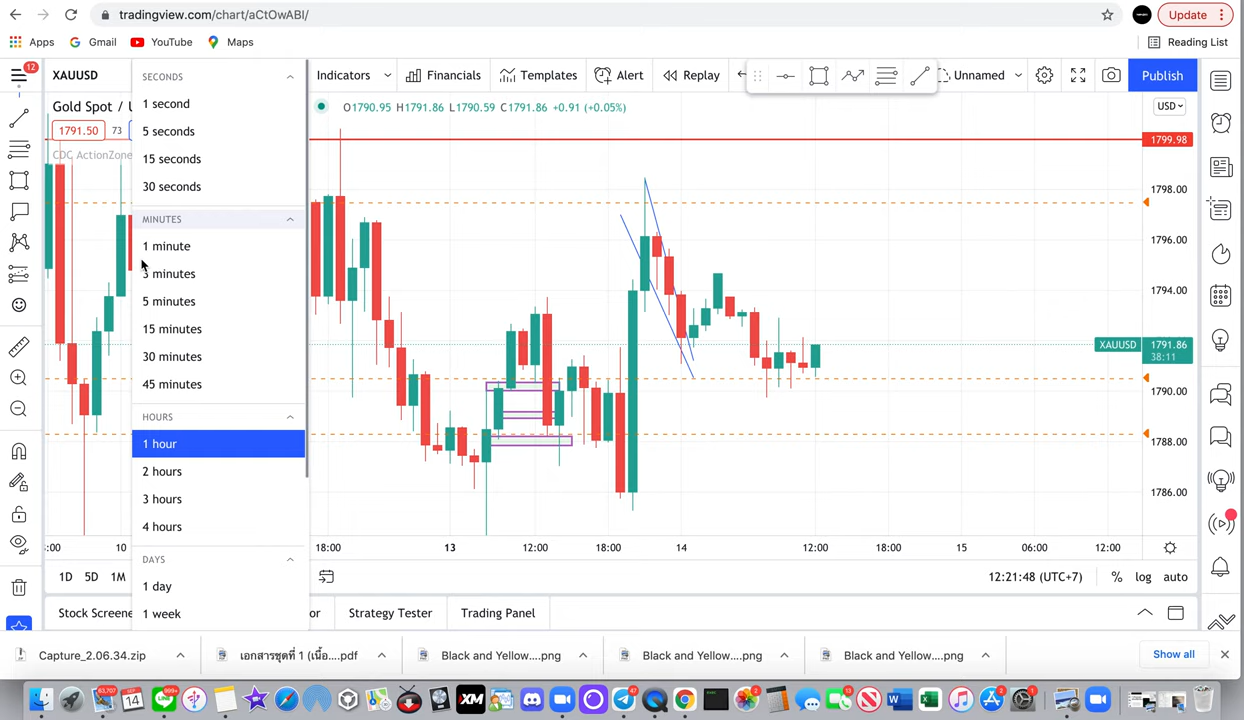 tradingview.com/chart/aCtOwABI/
Update
Apps
Gmail
YouTube
Maps
Reading List
12
XAUUSD
Indicators
Financials
Templates
Alert
Replay
Unnamed
Publish
Gold Spot / U
O1790.95 H1791.86 L1790.59 C1791.86 +0.91 (+0.05%)
USD
1791.50
73
CDC ActionZone
SECONDS
1 second
5 seconds
15 seconds
30 seconds
MINUTES
1 minute
3 minutes
5 minutes
15 minutes
30 minutes
45 minutes
HOURS
1 hour
2 hours
3 hours
4 hours
DAYS
1 day
1 week
1799.98
1798.00
1796.00
1794.00
XAUUSD
1791.86
38:11
1790.00
1788.00
1786.00
:00
10
18:00
13
12:00
18:00
14
12:00
18:00
15
06:00
12:00
1D
5D
1M
12:21:48 (UTC+7)
%
log
auto
Stock Screene
or
Strategy Tester
Trading Panel
Capture_2.06.34.zip
เอกสารชุดที่ 1 (เนื้อ....pdf
Black and Yellow....png
Black and Yellow....png
Black and Yellow....png
Show all
XM